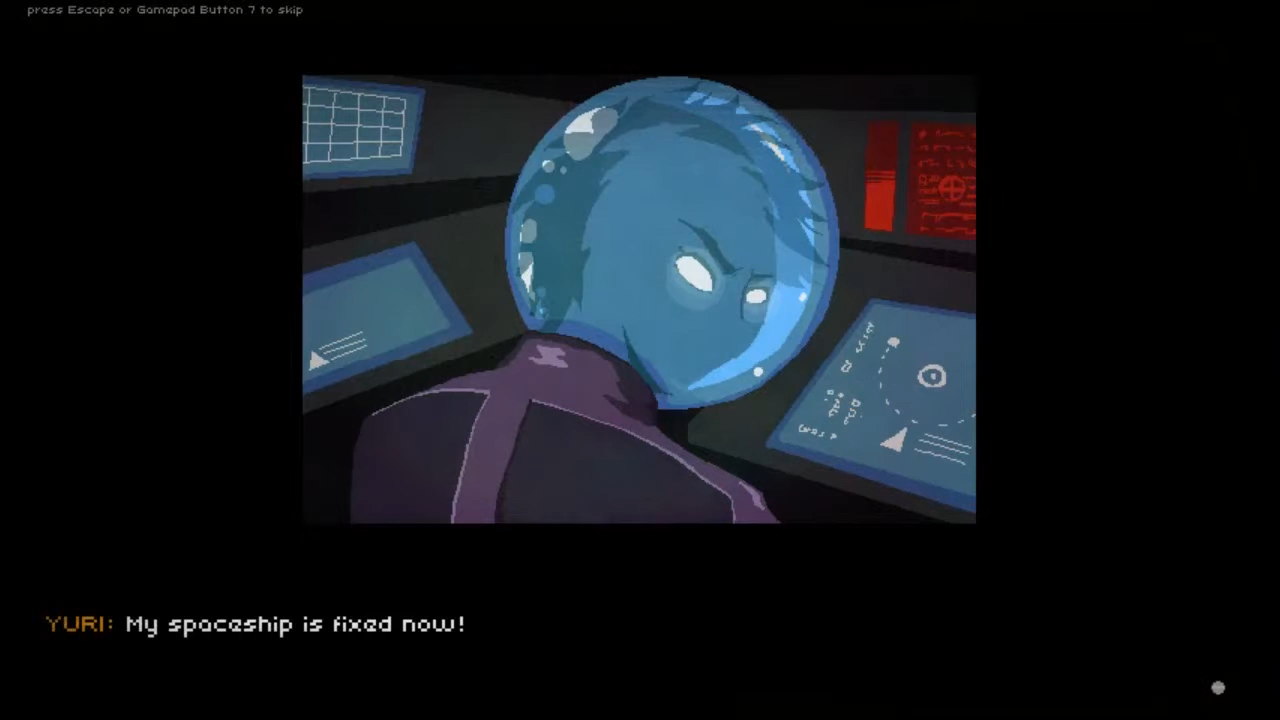 press Escape or Gamepad Button 7 to skip
YURI: My spaceship is fixed now!